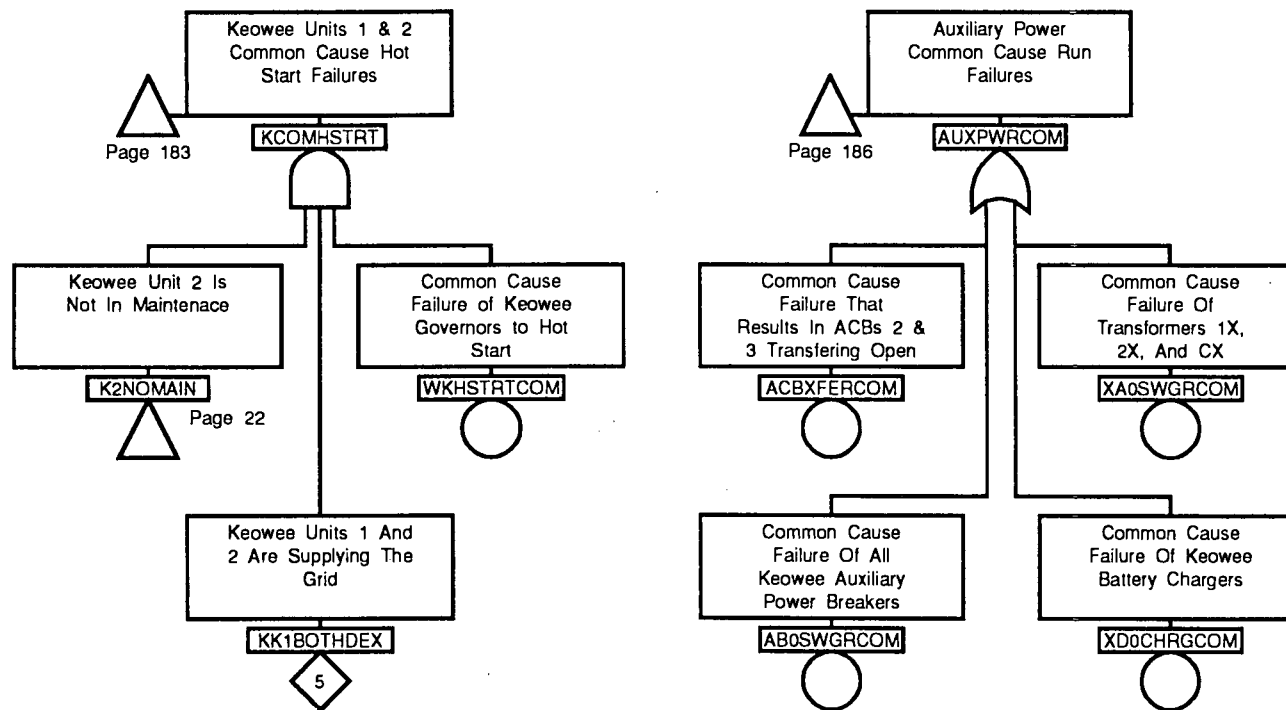 Keowee Units 1 & 2
Common Cause Hot
Start Failures
Page 183
KCOMHSTRT
Keowee Unit 2 Is
Not In Maintenace
K2NOMAIN
Page 22
Common Cause
Failure of Keowee
Governors to Hot
Start
WKHSTRTCOM
Keowee Units 1 And
2 Are Supplying The
Grid
KK1BOTHDEX
5
Auxiliary Power
Common Cause Run
Failures
Page 186
AUXPWRCOM
Common Cause
Failure That
Results In ACBs 2 &
3 Transfering Open
ACBXFERCOM
Common Cause
Failure Of
Transformers 1X,
2X, And CX
XA0SWGRCOM
Common Cause
Failure Of All
Keowee Auxiliary
Power Breakers
AB0SWGRCOM
Common Cause
Failure Of Keowee
Battery Chargers
XD0CHRGCOM